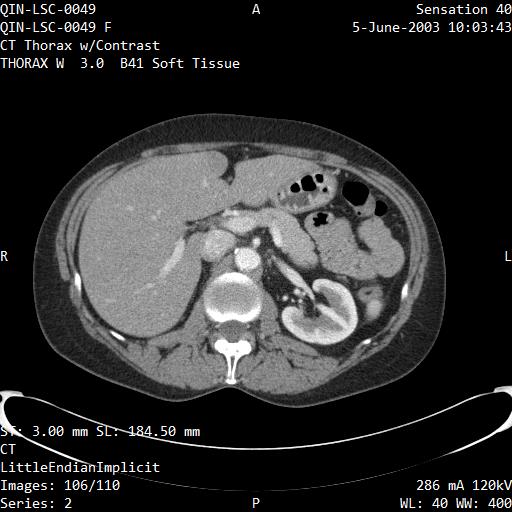 QIN-LSC-0049
A
Sensation 40
QIN-LSC-0049 F
5-June-2003 10:03:43
CT Thorax w/Contrast
THORAX W 3.0 B41 Soft Tissue
R
L
ST: 3.00 mm SL: 184.50 mm
CT
LittleEndianImplicit
Images: 106/110
286 mA 120kV
Series: 2
P
WL: 40 WW: 400